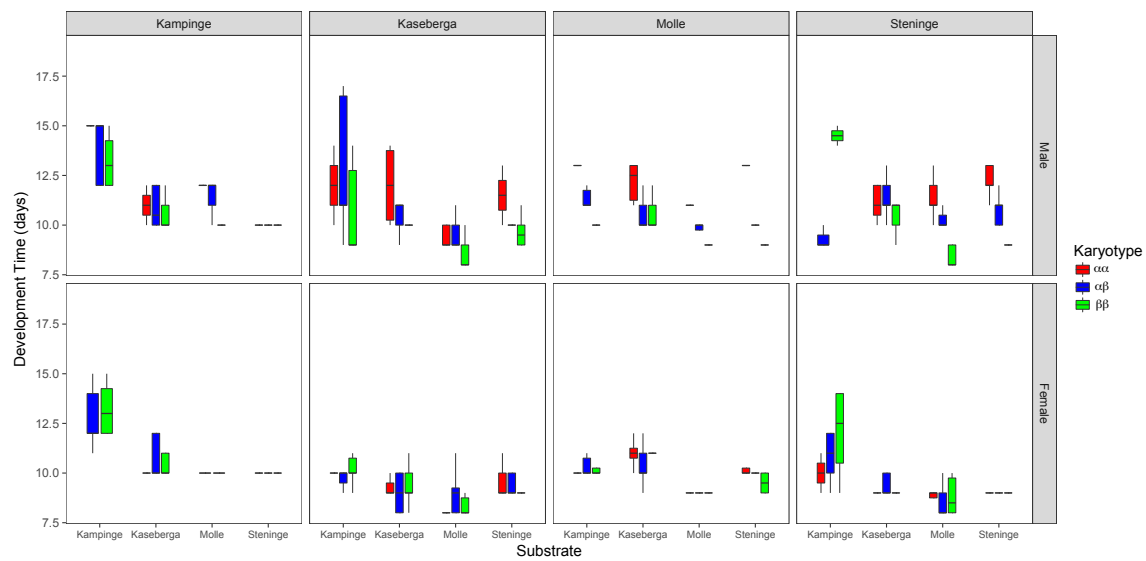 Kampinge Kaseberga Molle Steninge
17.5
15.0
12.5
10.0
7.5
Male
17.5
15.0
12.5
10.0
7.5
Female
Development Time (days)
Karyotype
αα
αβ
ββ
Kampinge Kaseberga Molle Steninge Kampinge Kaseberga Molle Steninge Kampinge Kaseberga Molle Steninge Kampinge Kaseberga Molle Steninge
Substrate